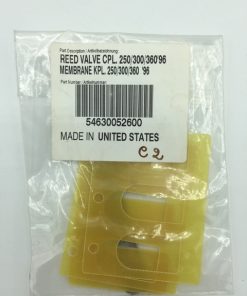 Part Description / Artikelbezeichnung:
REED VALVE CPL. 250/300/360'96
MEMBRANE KPL. 250/300/360 '96
Part Number / Artikelnummer:
54630052600
MADE IN UNITED STATES
C2